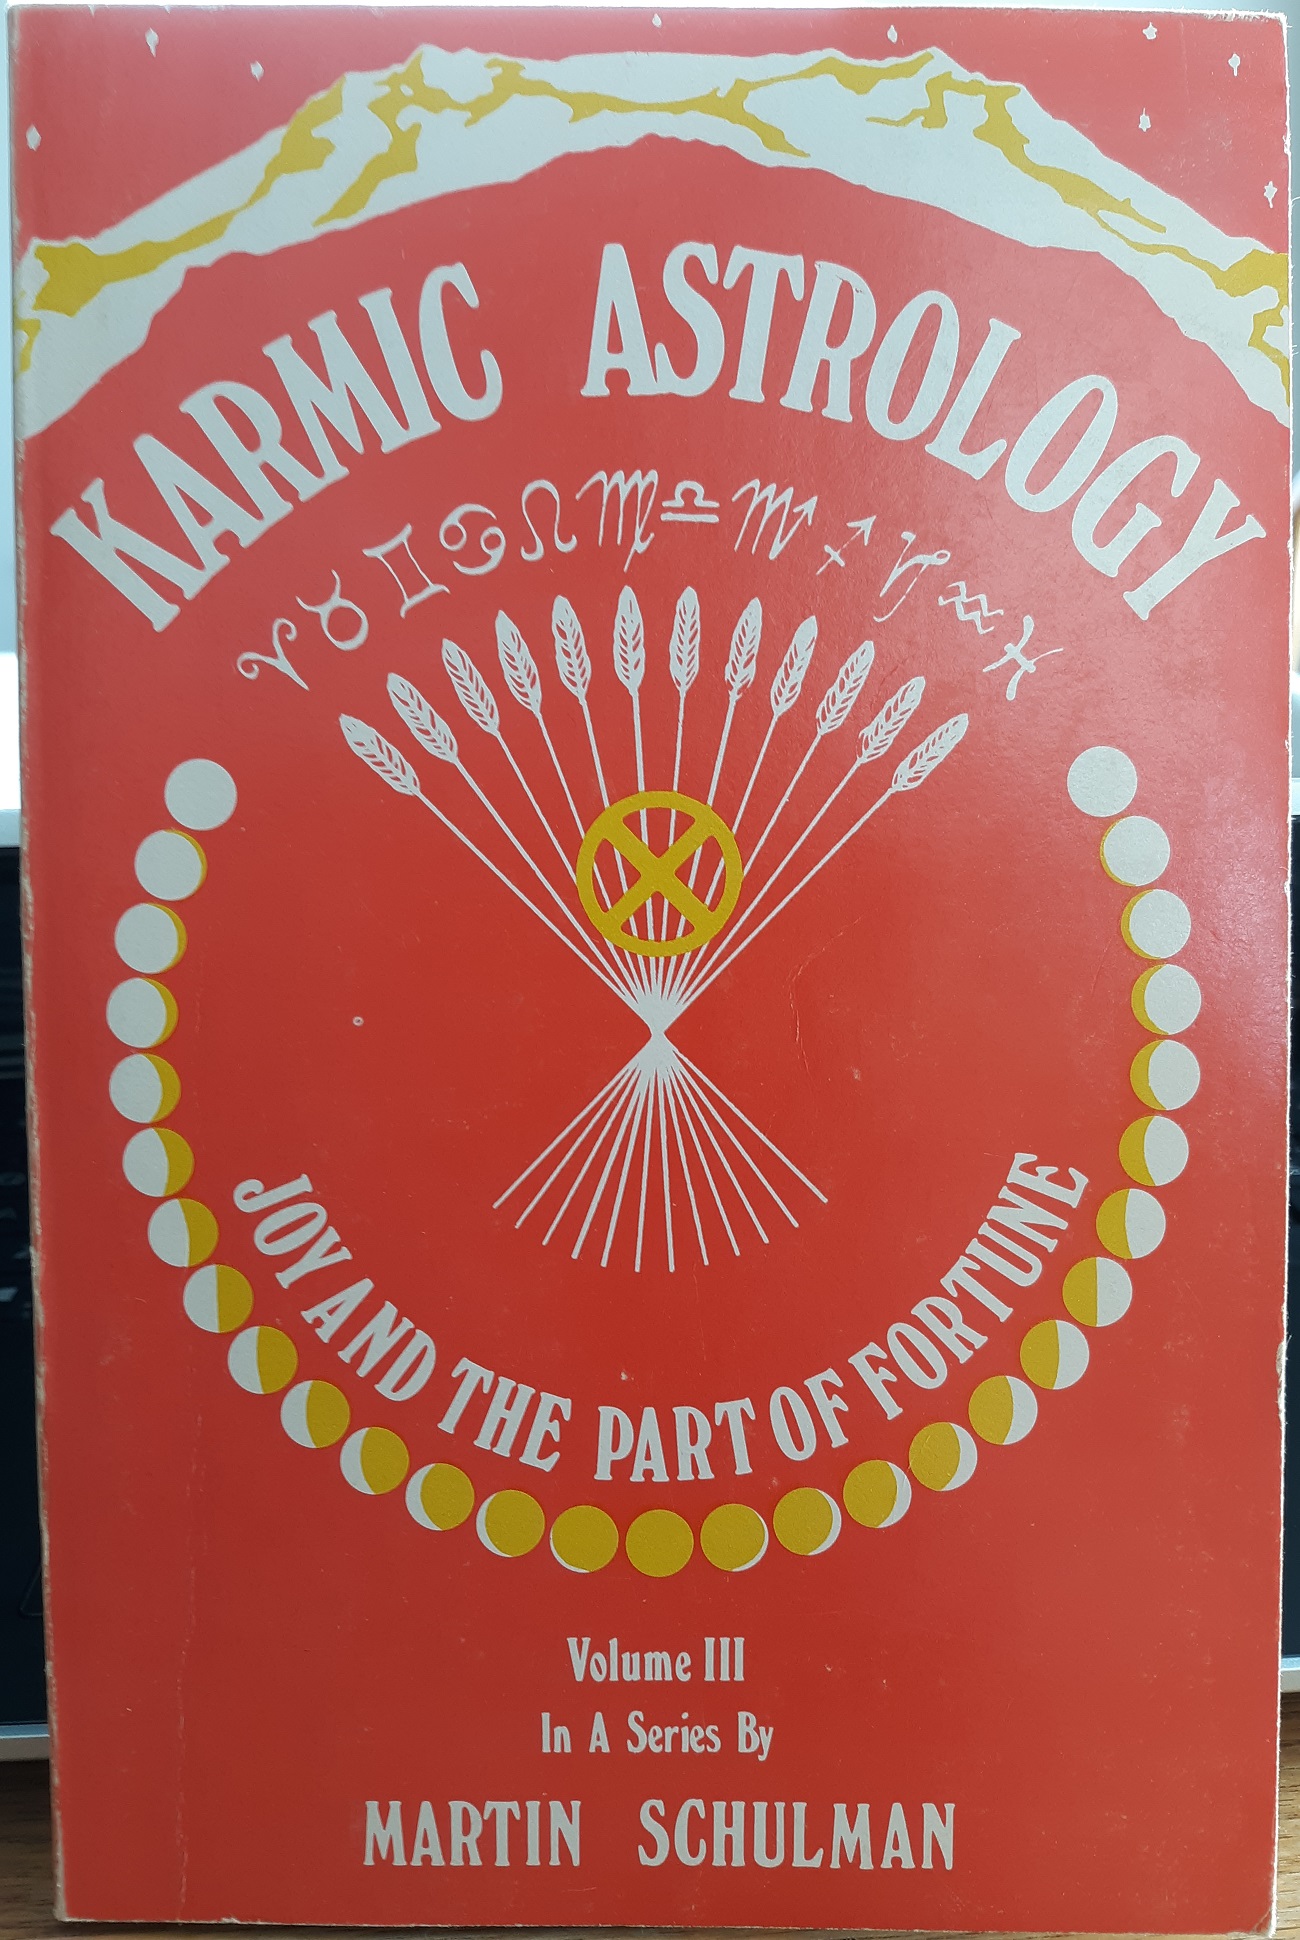 KARMIC ASTROLOGY
♈ ♉ ♊ ♋ ♌ ♍ ♎ ♏ ♐ ♑ ♒ ♓
JOY AND THE PART OF FORTUNE
Volume III
In A Series By
MARTIN SCHULMAN